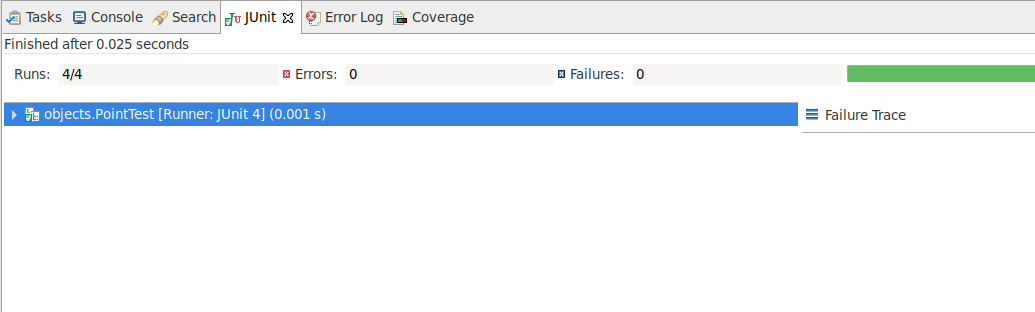 Tasks Console Search JUnit Error Log Coverage
Finished after 0.025 seconds
Runs: 4/4 Errors: 0 Failures: 0
objects.PointTest [Runner: JUnit 4] (0.001 s) Failure Trace